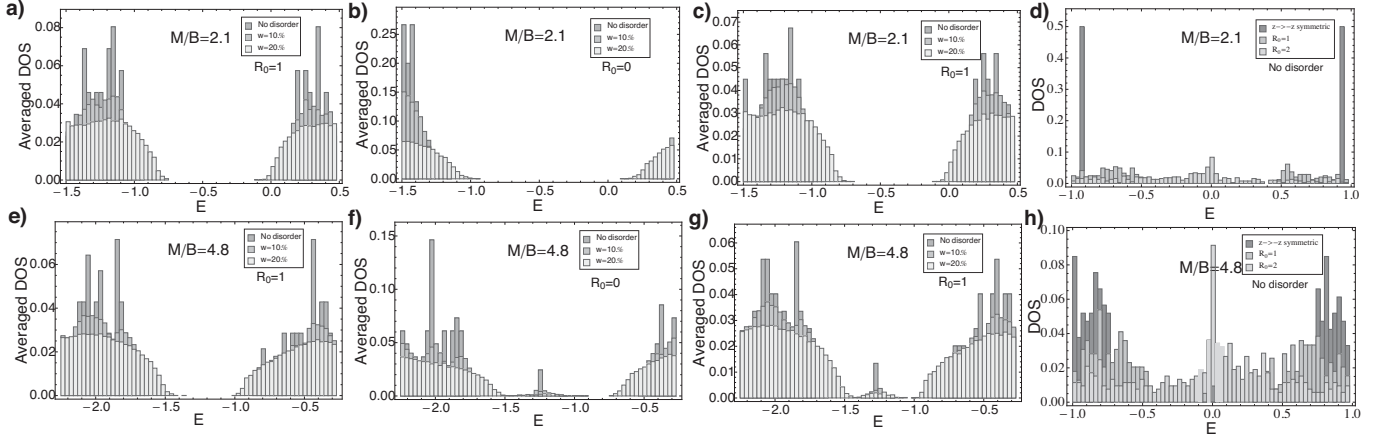 a)
M/B=2.1
No disorder
w=10%
w=20%
R0=1
Averaged DOS
0.08
0.06
0.04
0.02
0.00
−1.5 −1.0 −0.5 0.0 0.5
E
b)
M/B=2.1
No disorder
w=10%
w=20%
R0=0
Averaged DOS
0.25
0.20
0.15
0.10
0.05
0.00
−1.5 −1.0 −0.5 0.0 0.5
E
c)
M/B=2.1
No disorder
w=10%
w=20%
R0=1
Averaged DOS
0.07
0.06
0.05
0.04
0.03
0.02
0.01
0.00
−1.5 −1.0 −0.5 0.0 0.5
E
d)
M/B=2.1
z−>−z symmetric
R0=1
R0=2
No disorder
DOS
0.5
0.4
0.3
0.2
0.1
0.0
−1.0 −0.5 0.0 0.5 1.0
E
e)
M/B=4.8
No disorder
w=10%
w=20%
R0=1
Averaged DOS
0.06
0.04
0.02
0.00
−2.0 −1.5 −1.0 −0.5
E
f)
M/B=4.8
No disorder
w=10%
w=20%
R0=0
Averaged DOS
0.15
0.10
0.05
0.00
−2.0 −1.5 −1.0 −0.5
E
g)
M/B=4.8
No disorder
w=10%
w=20%
R0=1
Averaged DOS
0.06
0.05
0.04
0.03
0.02
0.01
0.00
−2.0 −1.5 −1.0 −0.5
E
h)
M/B=4.8
z−>−z symmetric
R0=1
R0=2
No disorder
DOS
0.10
0.08
0.06
0.04
0.02
0.00
−1.0 −0.5 0.0 0.5 1.0
E